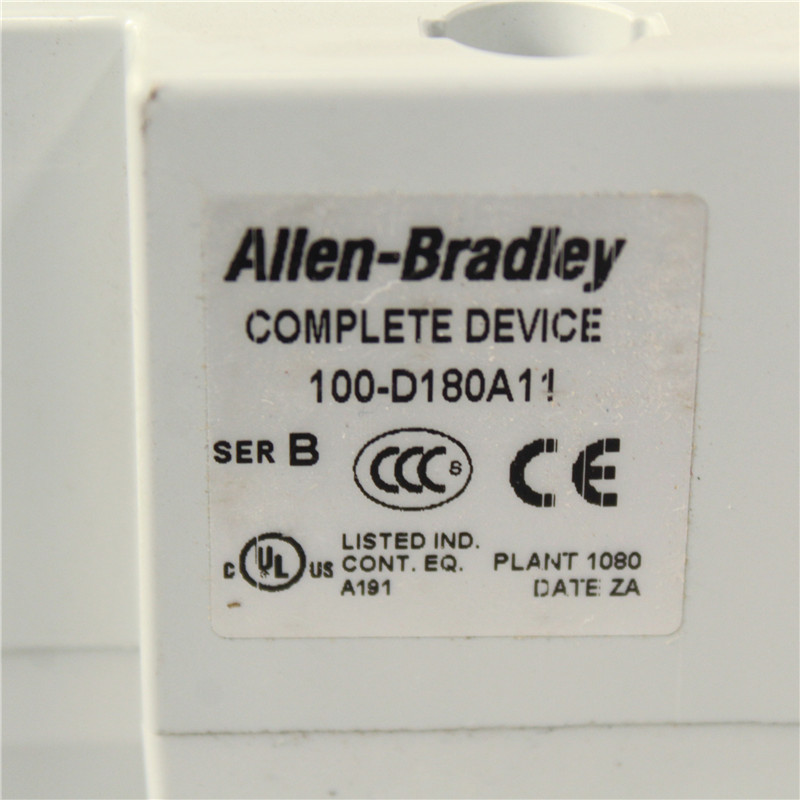 Allen-Bradley
COMPLETE DEVICE
100-D180A11
SER B
CCC S
CE
C UL US
LISTED IND.
CONT. EQ.
A191
PLANT 1080
DATE ZA